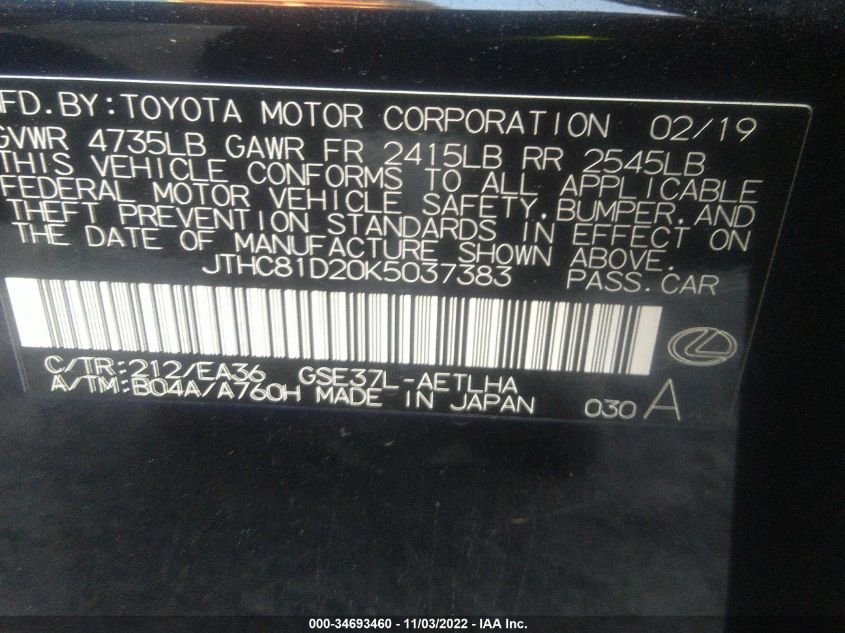 MFD.BY:TOYOTA MOTOR CORPORATION 02/19
GVWR 4735LB GAWR FR 2415LB RR 2545LB
THIS VEHICLE CONFORMS TO ALL APPLICABLE
FEDERAL MOTOR VEHICLE SAFETY,BUMPER,AND
THEFT PREVENTION STANDARDS IN EFFECT ON
THE DATE OF MANUFACTURE SHOWN ABOVE.
JTHC81D20K5037383 PASS.CAR
C/TR:212/EA36 GSE37L-AETLHA
A/TM:B04A/A760H MADE IN JAPAN 030 A
000-34693460 - 11/03/2022 - IAA Inc.